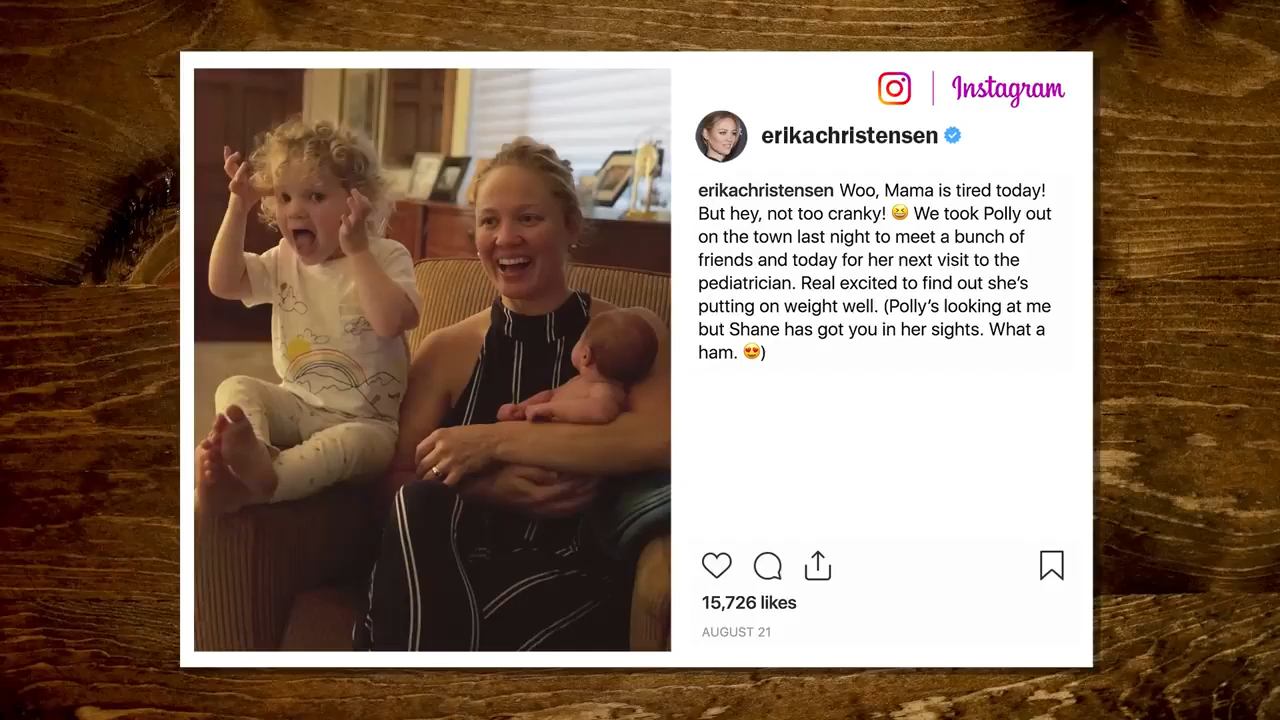 Instagram
erikachristensen
erikachristensen Woo, Mama is tired today!
But hey, not too cranky! 😆 We took Polly out
on the town last night to meet a bunch of
friends and today for her next visit to the
pediatrician. Real excited to find out she’s
putting on weight well. (Polly’s looking at me
but Shane has got you in her sights. What a
ham. 😍)
15,726 likes
AUGUST 21